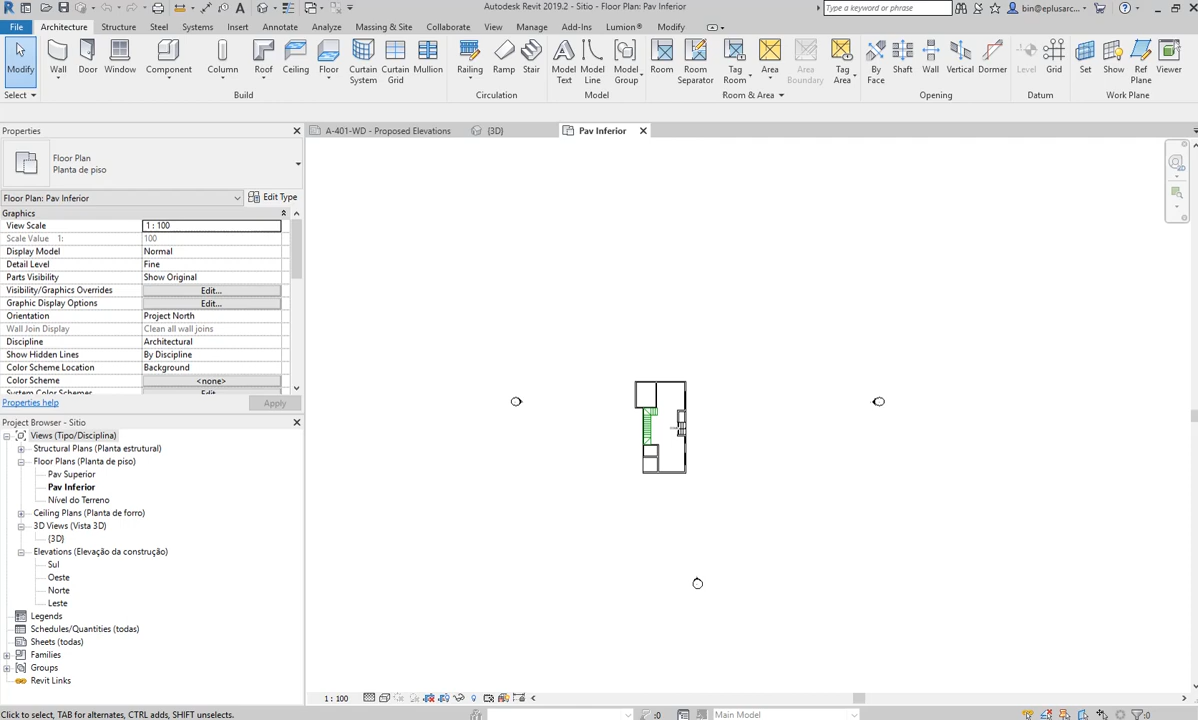 Autodesk Revit 2019.2 - Sitio - Floor Plan: Pav Inferior
Type a keyword or phrase
bin@eplusarc...
File Architecture Structure Steel Systems Insert Annotate Analyze Massing & Site Collaborate View Manage Add-Ins Lumion® Modify
Modify Wall Door Window Component Column Roof Ceiling Floor Curtain System Curtain Grid Mullion Railing Ramp Stair Model Text Model Line Model Group Room Room Separator Tag Room Area Area Boundary Tag Area By Face Shaft Wall Vertical Dormer Level Grid Set Show Ref Plane Viewer
Select Build Circulation Model Room & Area Opening Datum Work Plane
Properties
A-401-WD - Proposed Elevations {3D} Pav Inferior
Floor Plan
Planta de piso
Floor Plan: Pav Inferior Edit Type
Graphics
View Scale 1 : 100
Scale Value 1: 100
Display Model Normal
Detail Level Fine
Parts Visibility Show Original
Visibility/Graphics Overrides Edit...
Graphic Display Options Edit...
Orientation Project North
Wall Join Display Clean all wall joins
Discipline Architectural
Show Hidden Lines By Discipline
Color Scheme Location Background
Color Scheme <none>
System Color Schemes Edit
Properties help Apply
Project Browser - Sitio
Views (Tipo/Disciplina)
Structural Plans (Planta estrutural)
Floor Plans (Planta de piso)
Pav Superior
Pav Inferior
Nível do Terreno
Ceiling Plans (Planta de forro)
3D Views (Vista 3D)
{3D}
Elevations (Elevação da construção)
Sul
Oeste
Norte
Leste
Legends
Schedules/Quantities (todas)
Sheets (todas)
Families
Groups
Revit Links
1 : 100
Click to select, TAB for alternates, CTRL adds, SHIFT unselects.
:0
Main Model
:0